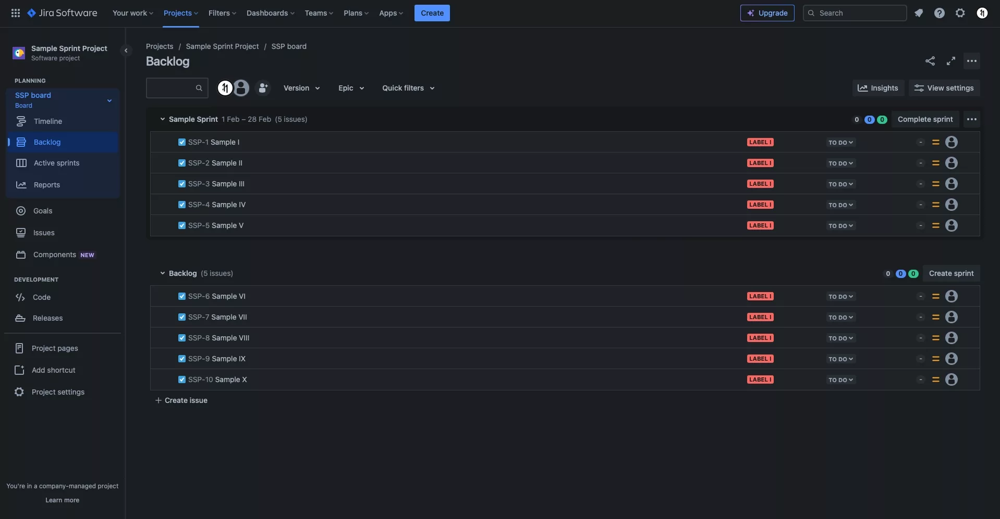 Jira Software Your work Projects Filters Dashboards Teams Plans Apps Create Upgrade Search
Sample Sprint Project
Software project
PLANNING
SSP board
Board
Timeline
Backlog
Active sprints
Reports
Goals
Issues
Components NEW
DEVELOPMENT
Code
Releases
Project pages
Add shortcut
Project settings
You're in a company-managed project
Learn more
Projects / Sample Sprint Project / SSP board
Backlog
Version Epic Quick filters Insights View settings
Sample Sprint 1 Feb – 28 Feb (5 issues) 0 0 0 Complete sprint
SSP-1 Sample I LABEL I TO DO -
SSP-2 Sample II LABEL I TO DO -
SSP-3 Sample III LABEL I TO DO -
SSP-4 Sample IV LABEL I TO DO -
SSP-5 Sample V LABEL I TO DO -
Backlog (5 issues) 0 0 0 Create sprint
SSP-6 Sample VI LABEL I TO DO -
SSP-7 Sample VII LABEL I TO DO -
SSP-8 Sample VIII LABEL I TO DO -
SSP-9 Sample IX LABEL I TO DO -
SSP-10 Sample X LABEL I TO DO -
+ Create issue